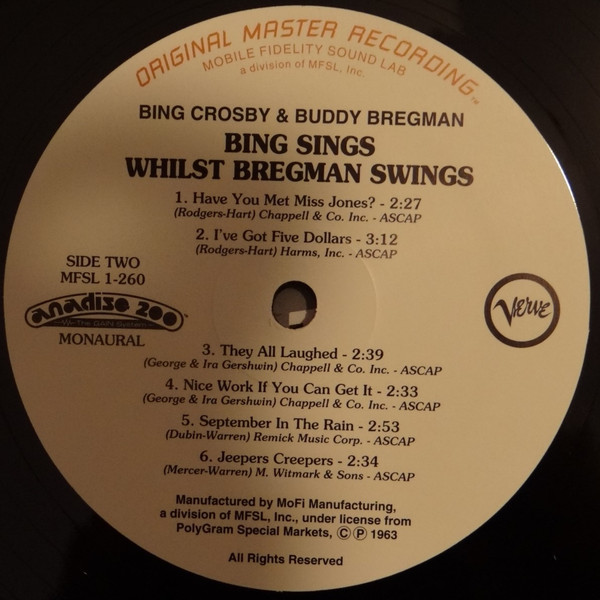 ORIGINAL MASTER RECORDING™
MOBILE FIDELITY SOUND LAB
a division of MFSL, Inc.
BING CROSBY & BUDDY BREGMAN
BING SINGS
WHILST BREGMAN SWINGS
1. Have You Met Miss Jones? - 2:27
(Rodgers-Hart) Chappell & Co. Inc. - ASCAP
2. I've Got Five Dollars - 3:12
(Rodgers-Hart) Harms, Inc. - ASCAP
SIDE TWO
MFSL 1-260
anadisq 200
MONAURAL
Verve
3. They All Laughed - 2:39
(George & Ira Gershwin) Chappell & Co. Inc. - ASCAP
4. Nice Work If You Can Get It - 2:33
(George & Ira Gershwin) Chappell & Co. Inc. - ASCAP
5. September In The Rain - 2:53
(Dubin-Warren) Remick Music Corp. - ASCAP
6. Jeepers Creepers - 2:34
(Mercer-Warren) M. Witmark & Sons - ASCAP
Manufactured by MoFi Manufacturing,
a division of MFSL, Inc., under license from
PolyGram Special Markets, Ⓒ Ⓟ 1963
All Rights Reserved